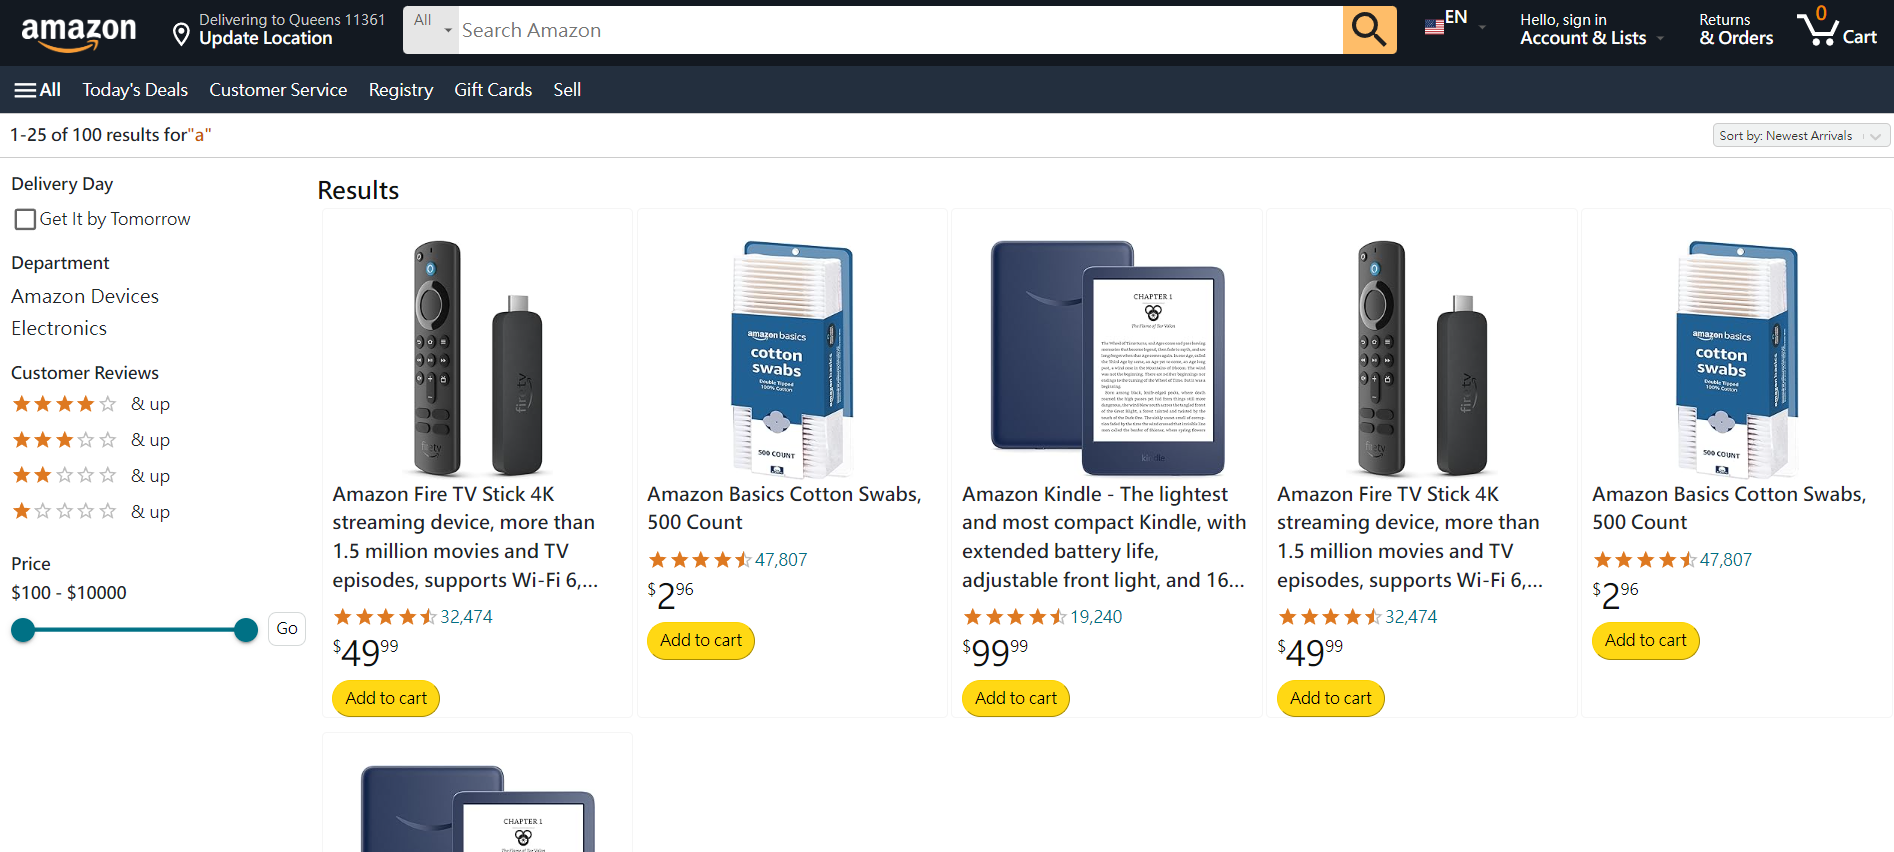 amazon
Delivering to Queens 11361
Update Location
All
Search Amazon
EN
Hello, sign in
Account & Lists
Returns
& Orders
0
Cart
All
Today's Deals
Customer Service
Registry
Gift Cards
Sell
1-25 of 100 results for"a"
Sort by: Newest Arrivals
Delivery Day
Get It by Tomorrow
Department
Amazon Devices
Electronics
Customer Reviews
& up
& up
& up
& up
Price
$100 - $10000
Go
Results
fire tv
Amazon Fire TV Stick 4K
streaming device, more than
1.5 million movies and TV
episodes, supports Wi-Fi 6,...
32,474
$49 99
Add to cart
amazon basics
cotton
swabs
Double Tipped
100% Cotton
500 COUNT
Amazon Basics Cotton Swabs,
500 Count
47,807
$2 96
Add to cart
CHAPTER 1
kindle
Amazon Kindle - The lightest
and most compact Kindle, with
extended battery life,
adjustable front light, and 16...
19,240
$99 99
Add to cart
fire tv
Amazon Fire TV Stick 4K
streaming device, more than
1.5 million movies and TV
episodes, supports Wi-Fi 6,...
32,474
$49 99
Add to cart
amazon basics
cotton
swabs
Double Tipped
100% Cotton
500 COUNT
Amazon Basics Cotton Swabs,
500 Count
47,807
$2 96
Add to cart
CHAPTER 1